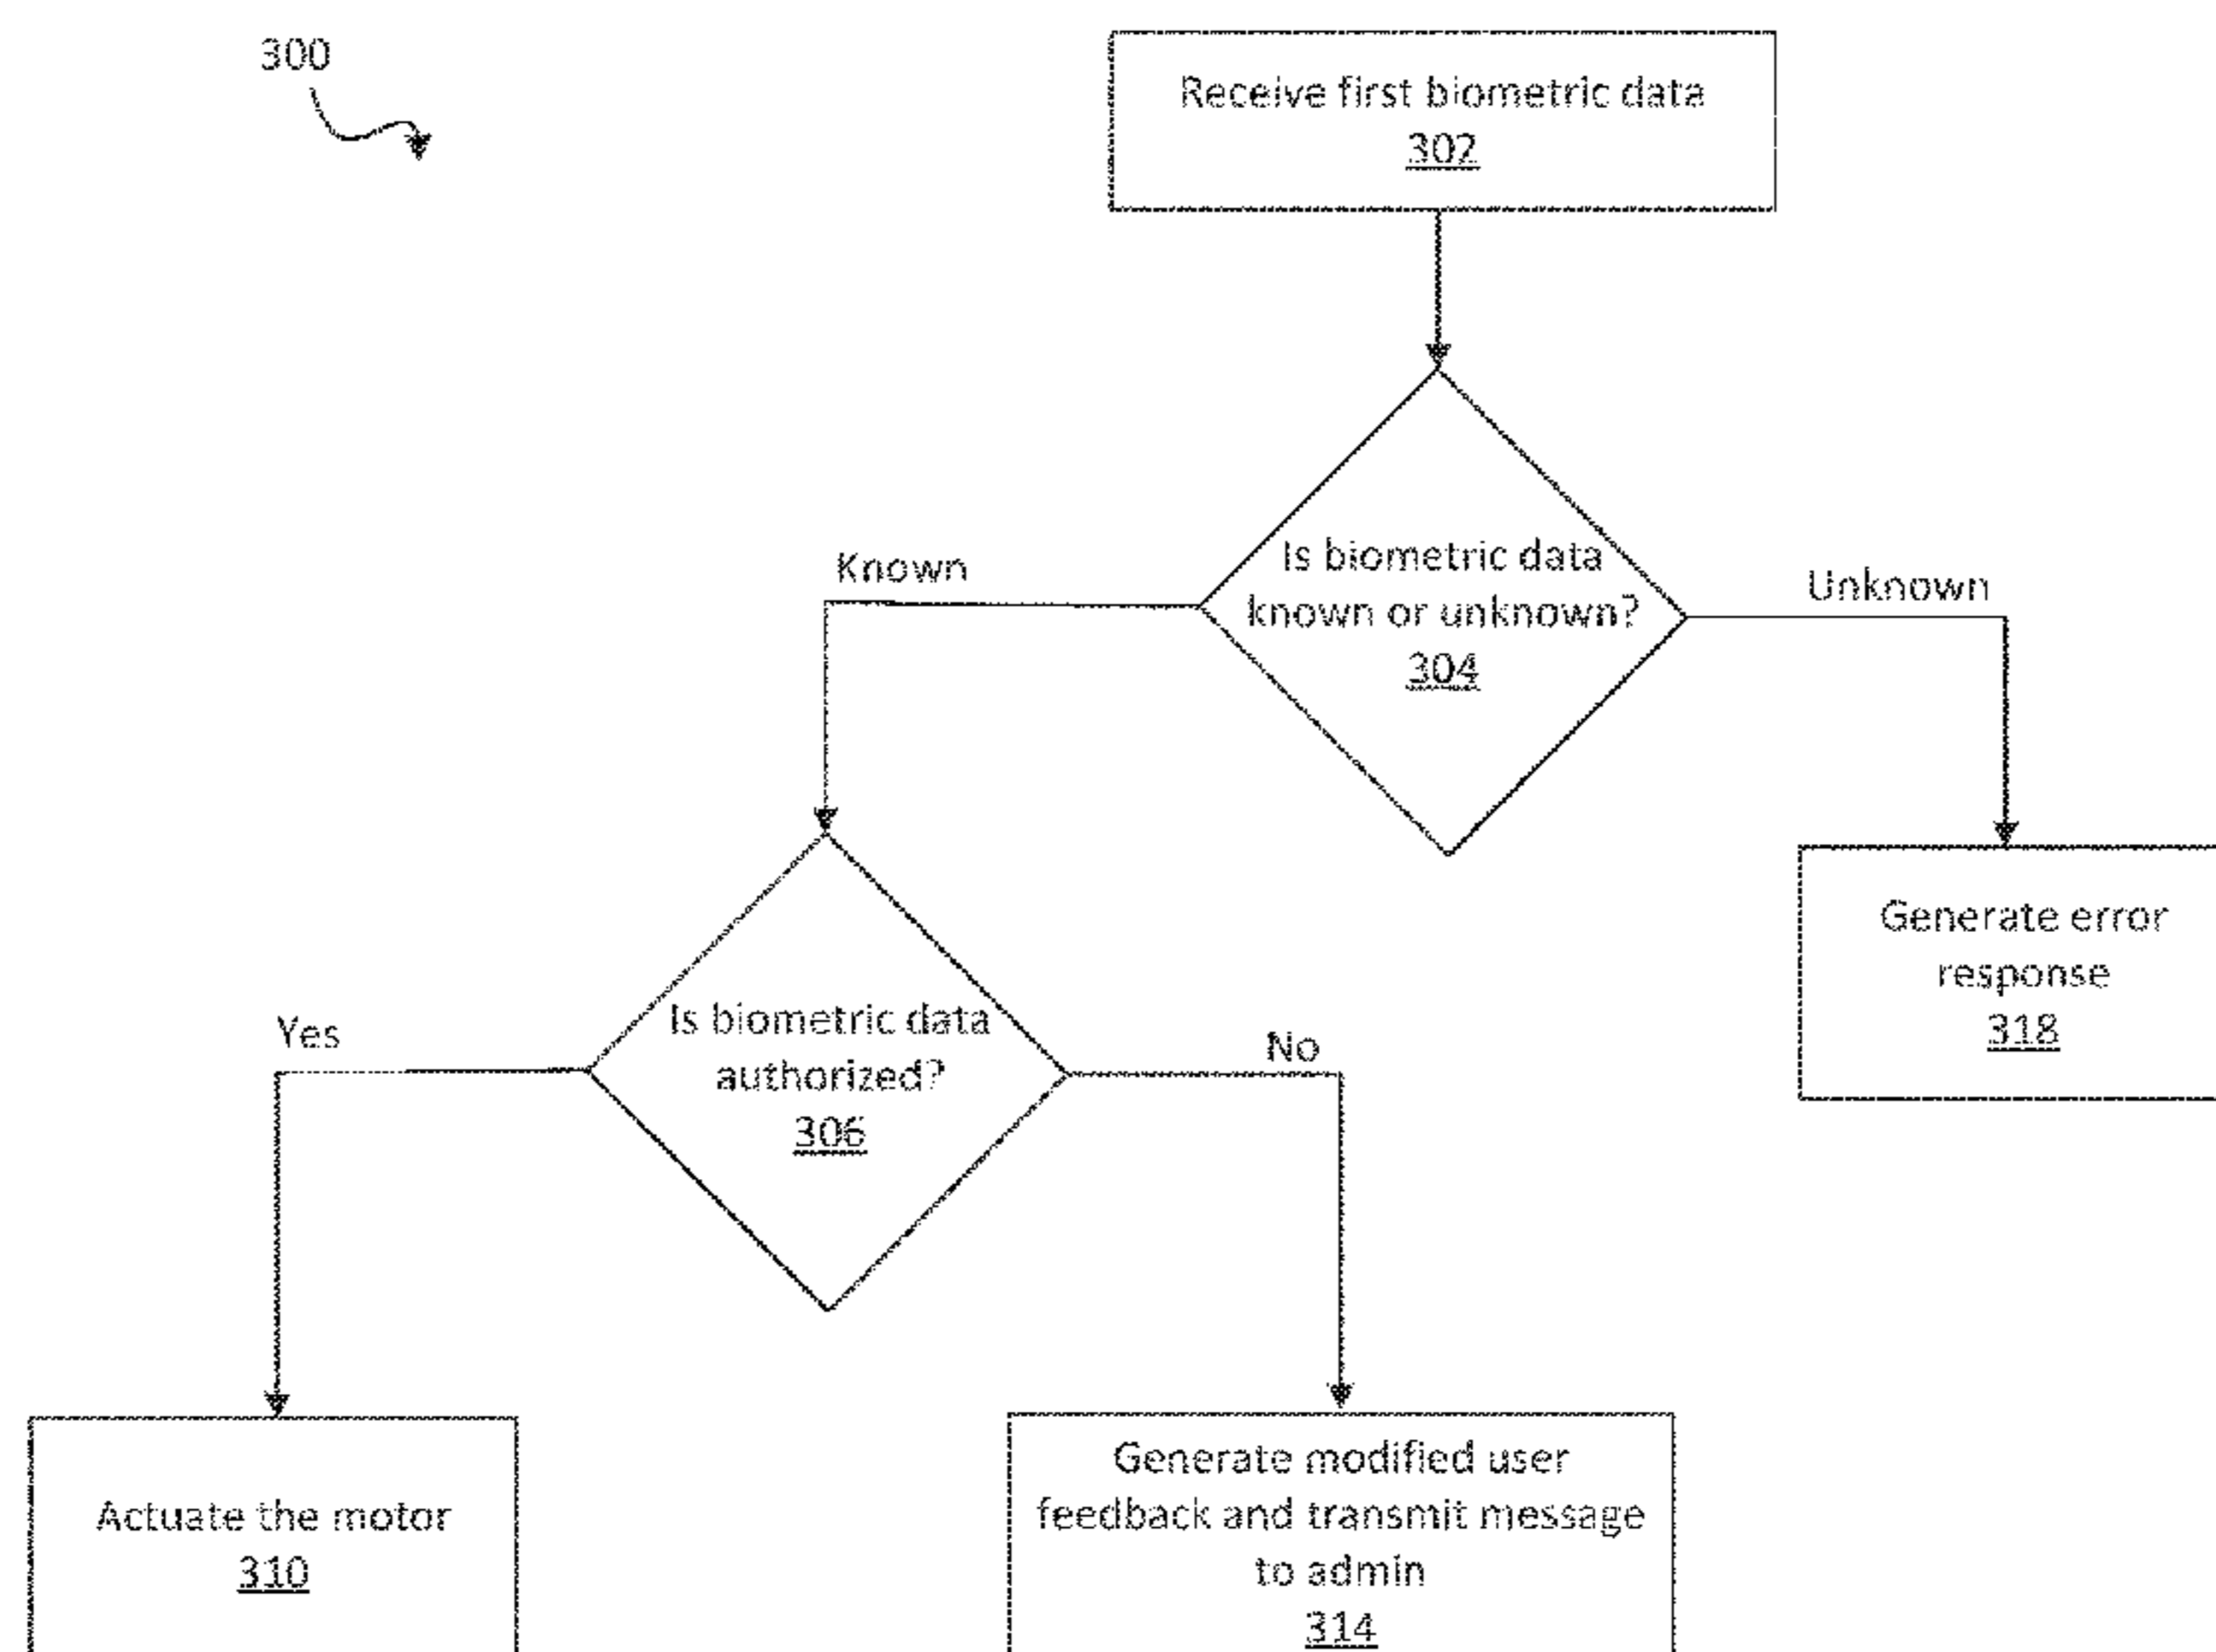 300
Receive first biometric data
302
Is biometric data
known or unknown?
304
Known
Unknown
Generate error
response
318
Is biometric data
authorized?
306
Yes
No
Actuate the motor
310
Generate modified user
feedback and transmit message
to admin
314